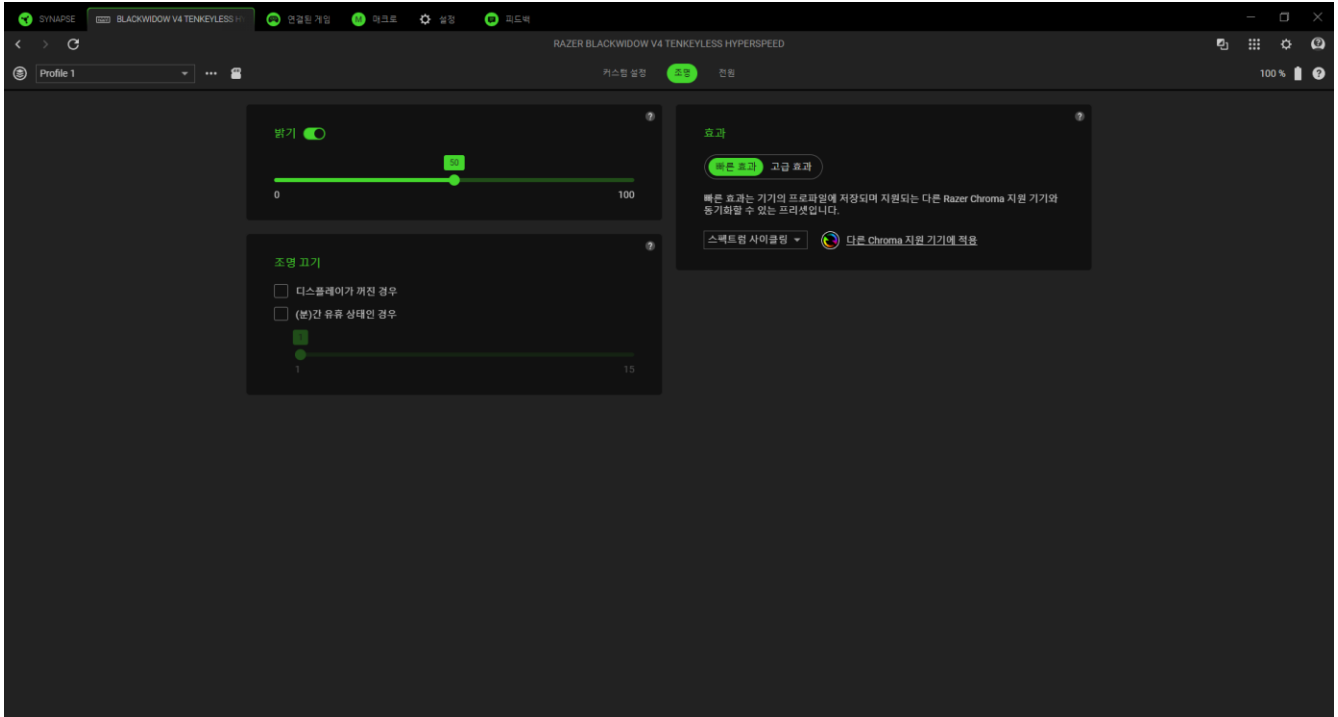 SYNAPSE
BLACKWIDOW V4 TENKEYLESS
연결된 게임
매크로
설정
피드백
RAZER BLACKWIDOW V4 TENKEYLESS HYPERSPEED
Profile 1
커스텀 설정
조명
전원
100 %
밝기
50
0
100
조명 끄기
디스플레이가 꺼진 경우
(분)간 유휴 상태인 경우
1
1
15
효과
빠른 효과
고급 효과
빠른 효과는 기기의 프로파일에 저장되며 지원되는 다른 Razer Chroma 지원 기기와
동기화할 수 있는 프리셋입니다.
스펙트럼 사이클링
다른 Chroma 지원 기기에 적용